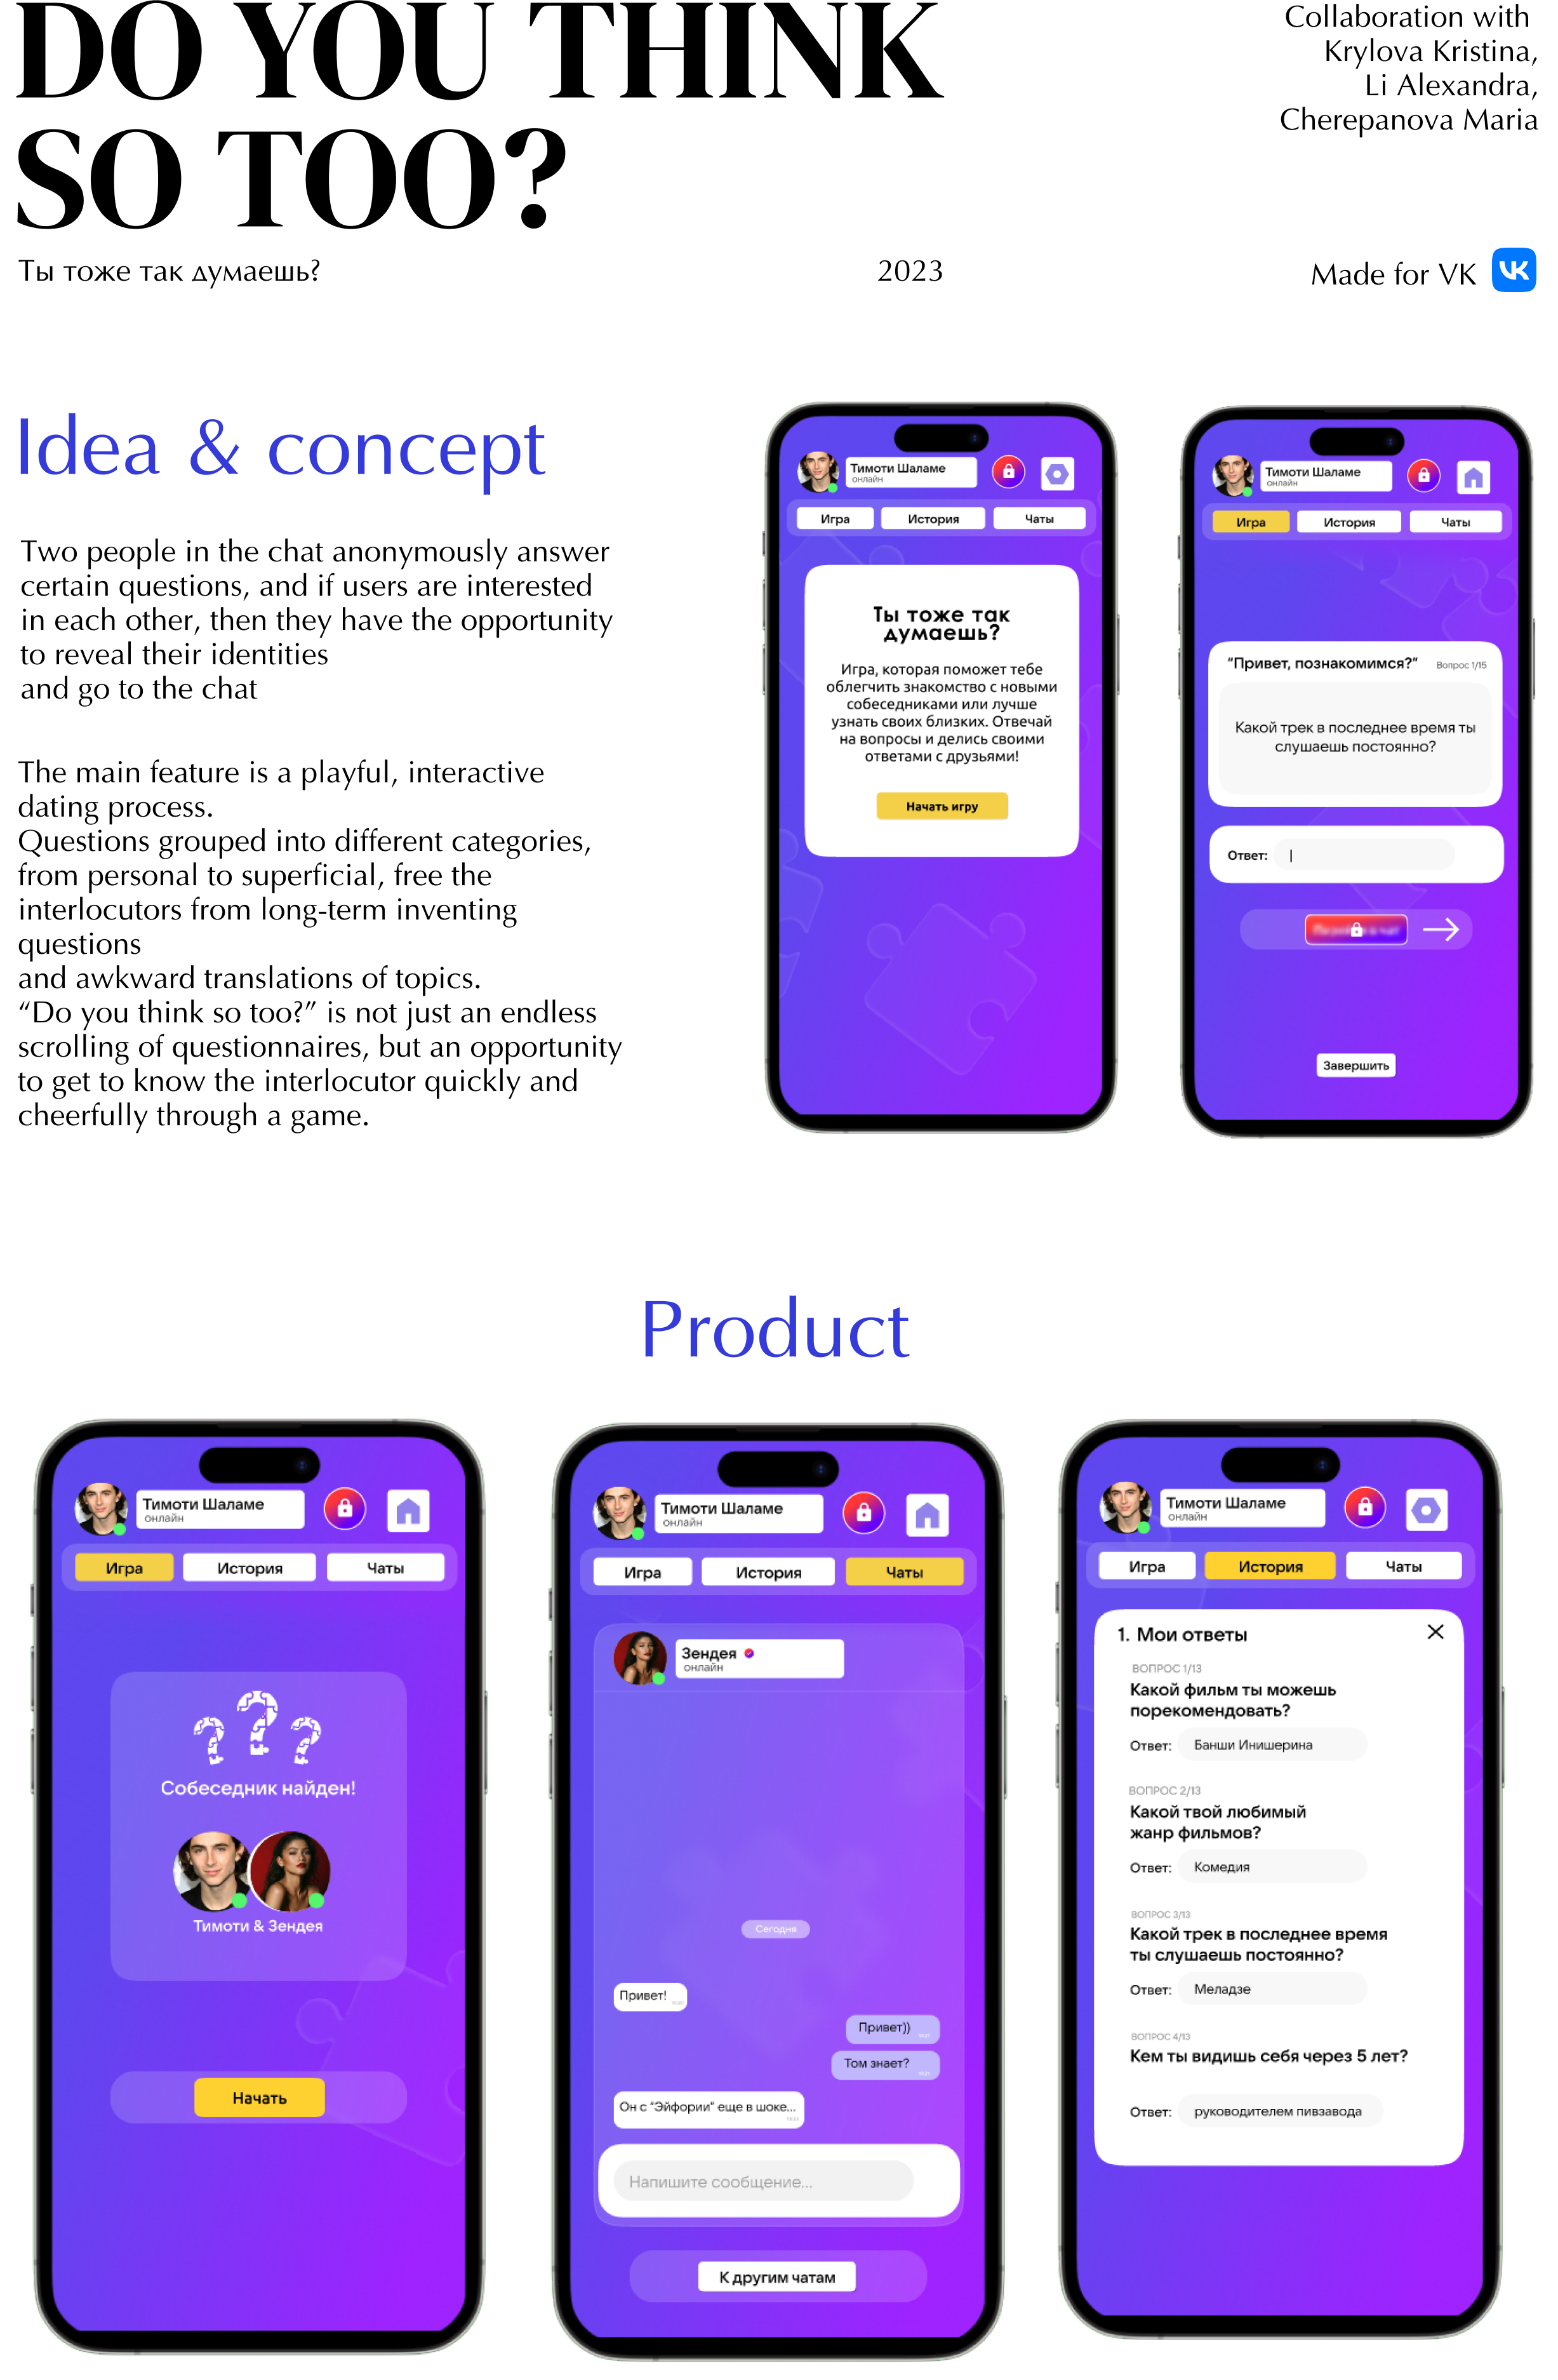 DO YOU THINK
SO TOO?
Collaboration with
Krylova Kristina,
Li Alexandra,
Cherepanova Maria
Ты тоже так думаешь?
2023
Made for VK
Idea & concept
Two people in the chat anonymously answer
certain questions, and if users are interested
in each other, then they have the opportunity
to reveal their identities
and go to the chat
The main feature is a playful, interactive
dating process.
Questions grouped into different categories,
from personal to superficial, free the
interlocutors from long-term inventing
questions
and awkward translations of topics.
“Do you think so too?” is not just an endless
scrolling of questionnaires, but an opportunity
to get to know the interlocutor quickly and
cheerfully through a game.
Тимоти Шаламе
онлайн
Игра История Чаты
Ты тоже так
думаешь?
Игра, которая поможет тебе
облегчить знакомство с новыми
собеседниками или лучше
узнать своих близких. Отвечай
на вопросы и делись своими
ответами с друзьями!
Начать игру
Тимоти Шаламе
онлайн
Игра История Чаты
“Привет, познакомимся?” Вопрос 1/15
Какой трек в последнее время ты
слушаешь постоянно?
Ответ: |
Завершить
Product
Тимоти Шаламе
онлайн
Игра История Чаты
???
Собеседник найден!
Тимоти & Зендея
Начать
Тимоти Шаламе
онлайн
Игра История Чаты
Зендея
онлайн
Сегодня
Привет!
Привет))
Том знает?
Он с “Эйфории” еще в шоке...
Напишите сообщение...
К другим чатам
Тимоти Шаламе
онлайн
Игра История Чаты
1. Мои ответы
ВОПРОС 1/13
Какой фильм ты можешь
порекомендовать?
Ответ: Банши Инишерина
ВОПРОС 2/13
Какой твой любимый
жанр фильмов?
Ответ: Комедия
ВОПРОС 3/13
Какой трек в последнее время
ты слушаешь постоянно?
Ответ: Меладзе
ВОПРОС 4/13
Кем ты видишь себя через 5 лет?
Ответ: руководителем пивзавода